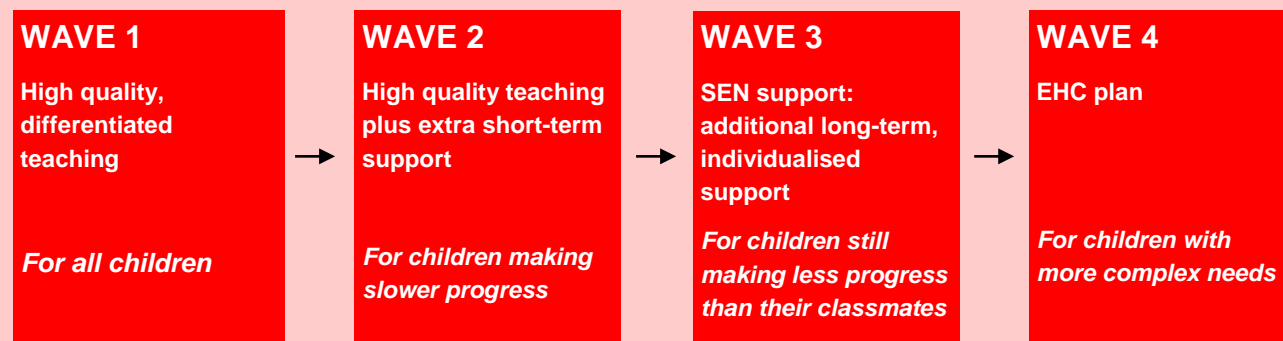 WAVE 1
High quality,
differentiated
teaching
For all children
WAVE 2
High quality teaching
plus extra short-term
support
For children making
slower progress
WAVE 3
SEN support:
additional long-term,
individualised
support
For children still
making less progress
than their classmates
WAVE 4
EHC plan
For children with
more complex needs